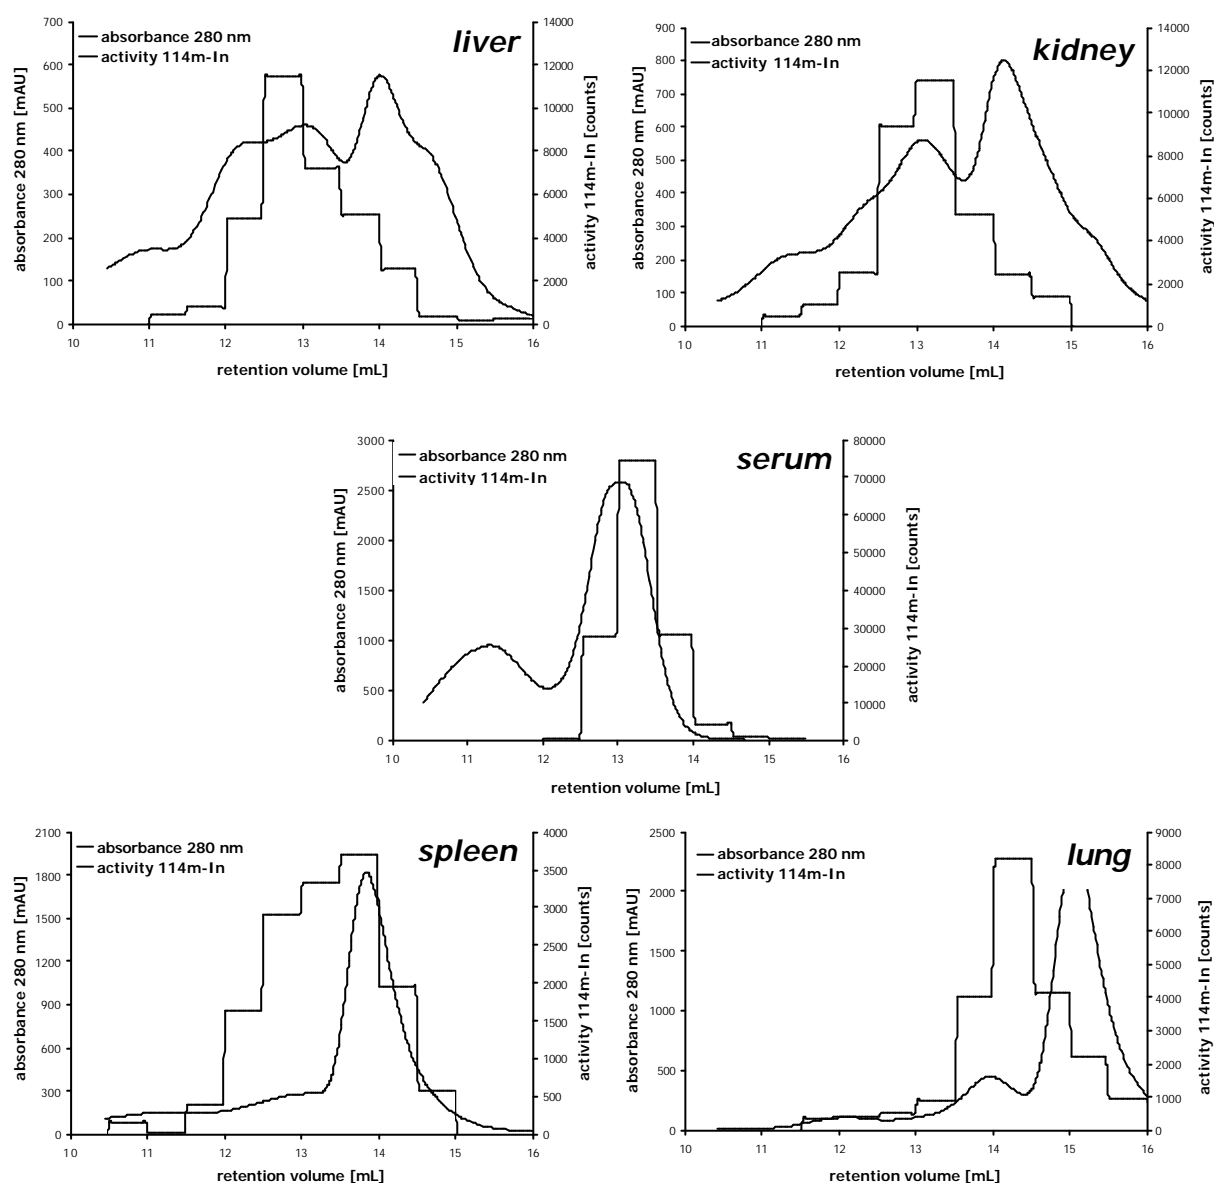 liver
absorbance 280 nm
activity 114m-In
absorbance 280 nm [mAU]
700
600
500
400
300
200
100
0
activity 114m-In [counts]
14000
12000
10000
8000
6000
4000
2000
0
10 11 12 13 14 15 16
retention volume [mL]
kidney
absorbance 280 nm
activity 114m-In
absorbance 280 nm [mAU]
900
800
700
600
500
400
300
200
100
0
activity 114m-In [counts]
14000
12000
10000
8000
6000
4000
2000
0
10 11 12 13 14 15 16
retention volume [mL]
serum
absorbance 280 nm
activity 114m-In
absorbance 280 nm [mAU]
3000
2500
2000
1500
1000
500
0
activity 114m-In [counts]
80000
70000
60000
50000
40000
30000
20000
10000
0
10 11 12 13 14 15 16
retention volume [mL]
spleen
absorbance 280 nm
activity 114m-In
absorbance 280 nm [mAU]
2100
1800
1500
1200
900
600
300
0
activity 114m-In [counts]
4000
3500
3000
2500
2000
1500
1000
500
0
10 11 12 13 14 15 16
retention volume [mL]
lung
absorbance 280 nm
activity 114m-In
absorbance 280 nm [mAU]
2500
2000
1500
1000
500
0
activity 114m-In [counts]
9000
8000
7000
6000
5000
4000
3000
2000
1000
0
10 11 12 13 14 15 16
retention volume [mL]